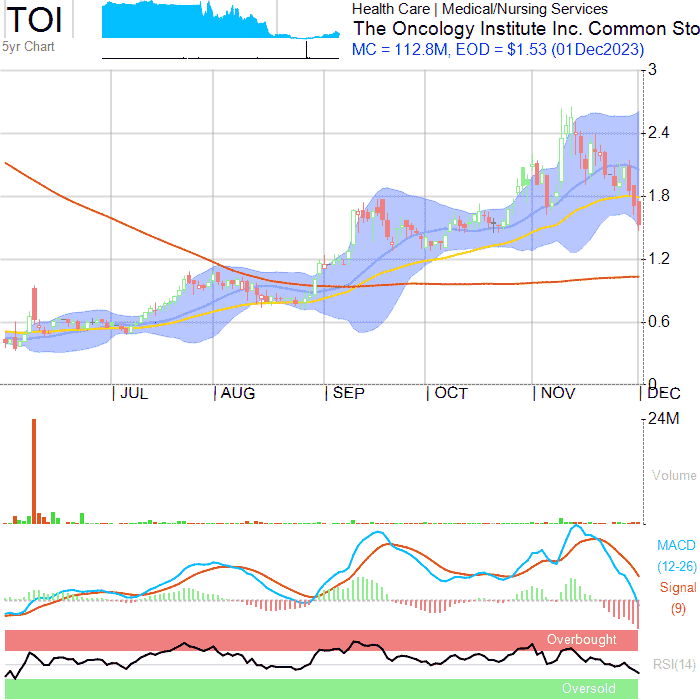 TOI
5yr Chart
Health Care | Medical/Nursing Services
The Oncology Institute Inc. Common Sto
MC = 112.8M, EOD = $1.53 (01Dec2023)
3
2.4
1.8
1.2
0.6
0
JUL AUG SEP OCT NOV DEC
24M
Volume
MACD
(12-26)
Signal
(9)
Overbought
RSI(14)
Oversold